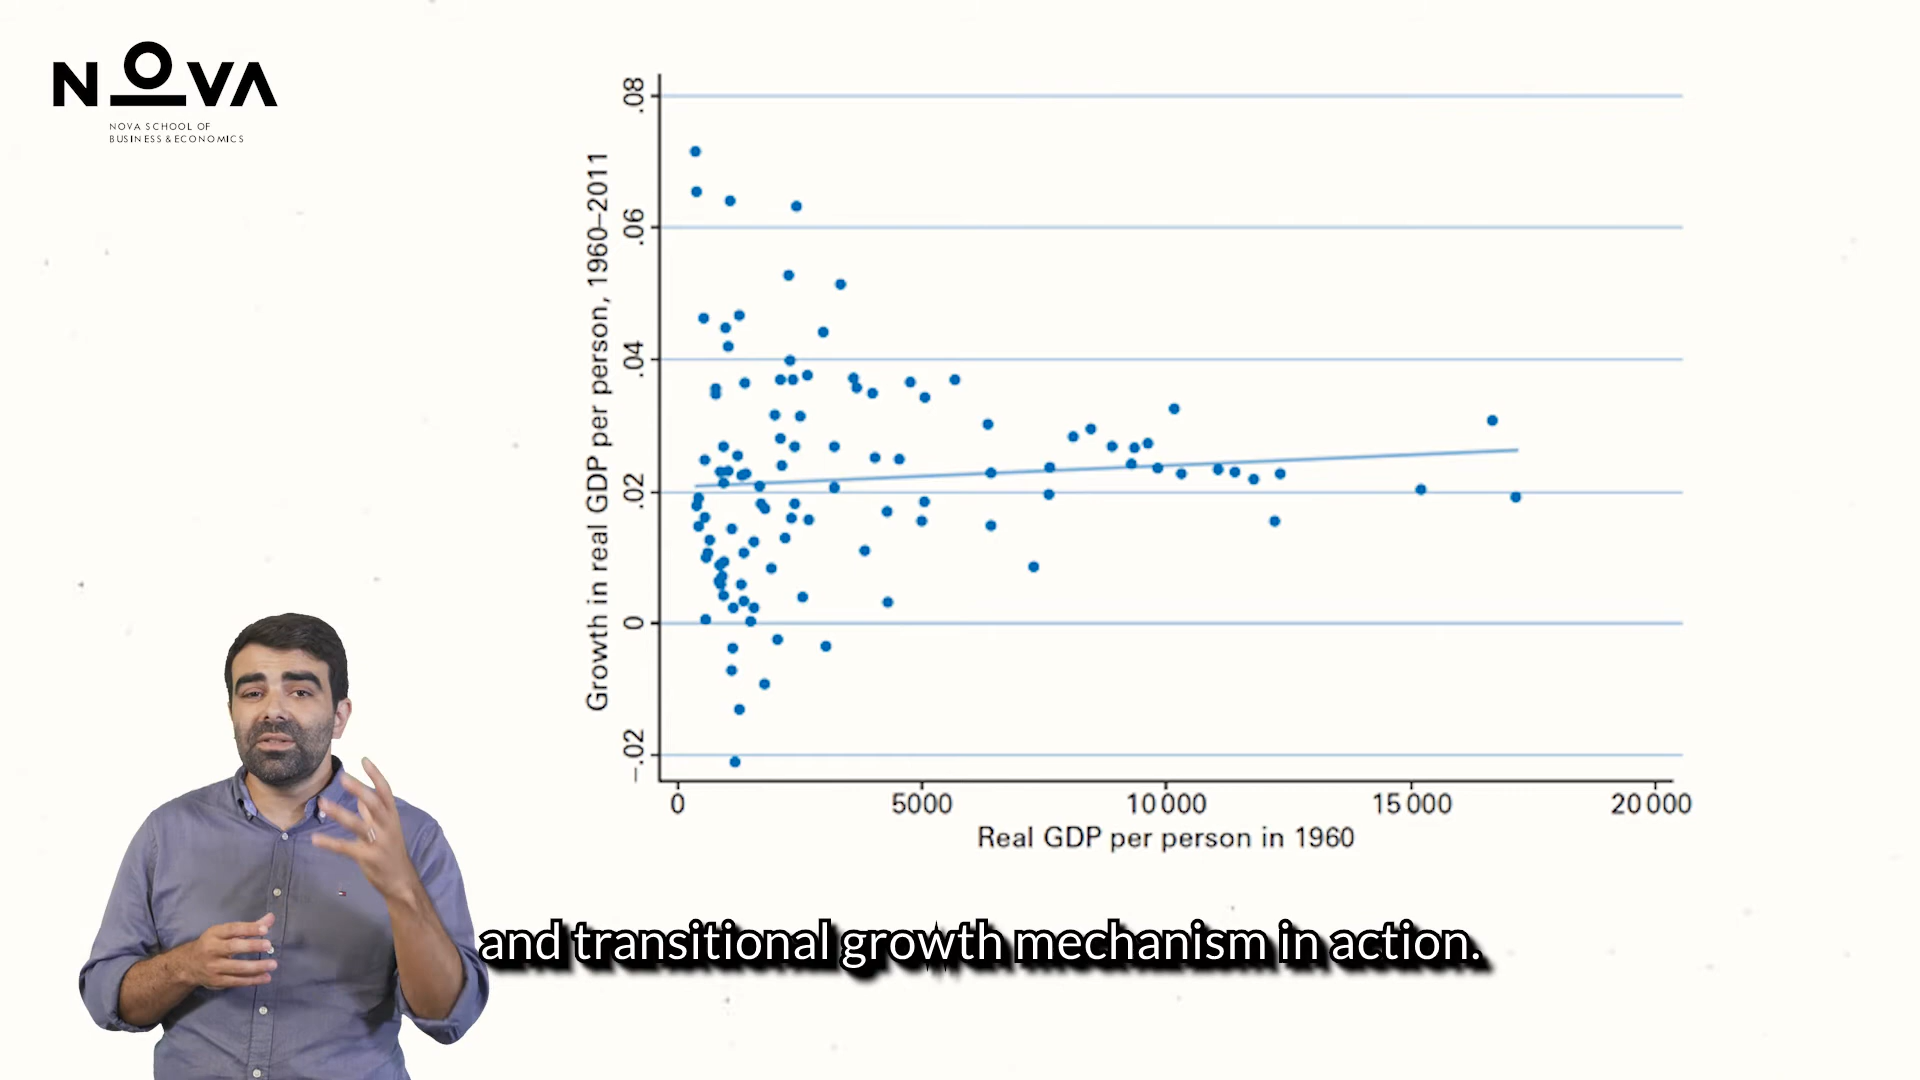 NOVA
NOVA SCHOOL OF
BUSINESS & ECONOMICS
Growth in real GDP per person, 1960–2011
.08
.06
.04
.02
0
–.02
0 5000 10 000 15 000 20 000
Real GDP per person in 1960
and transitional growth mechanism in action.